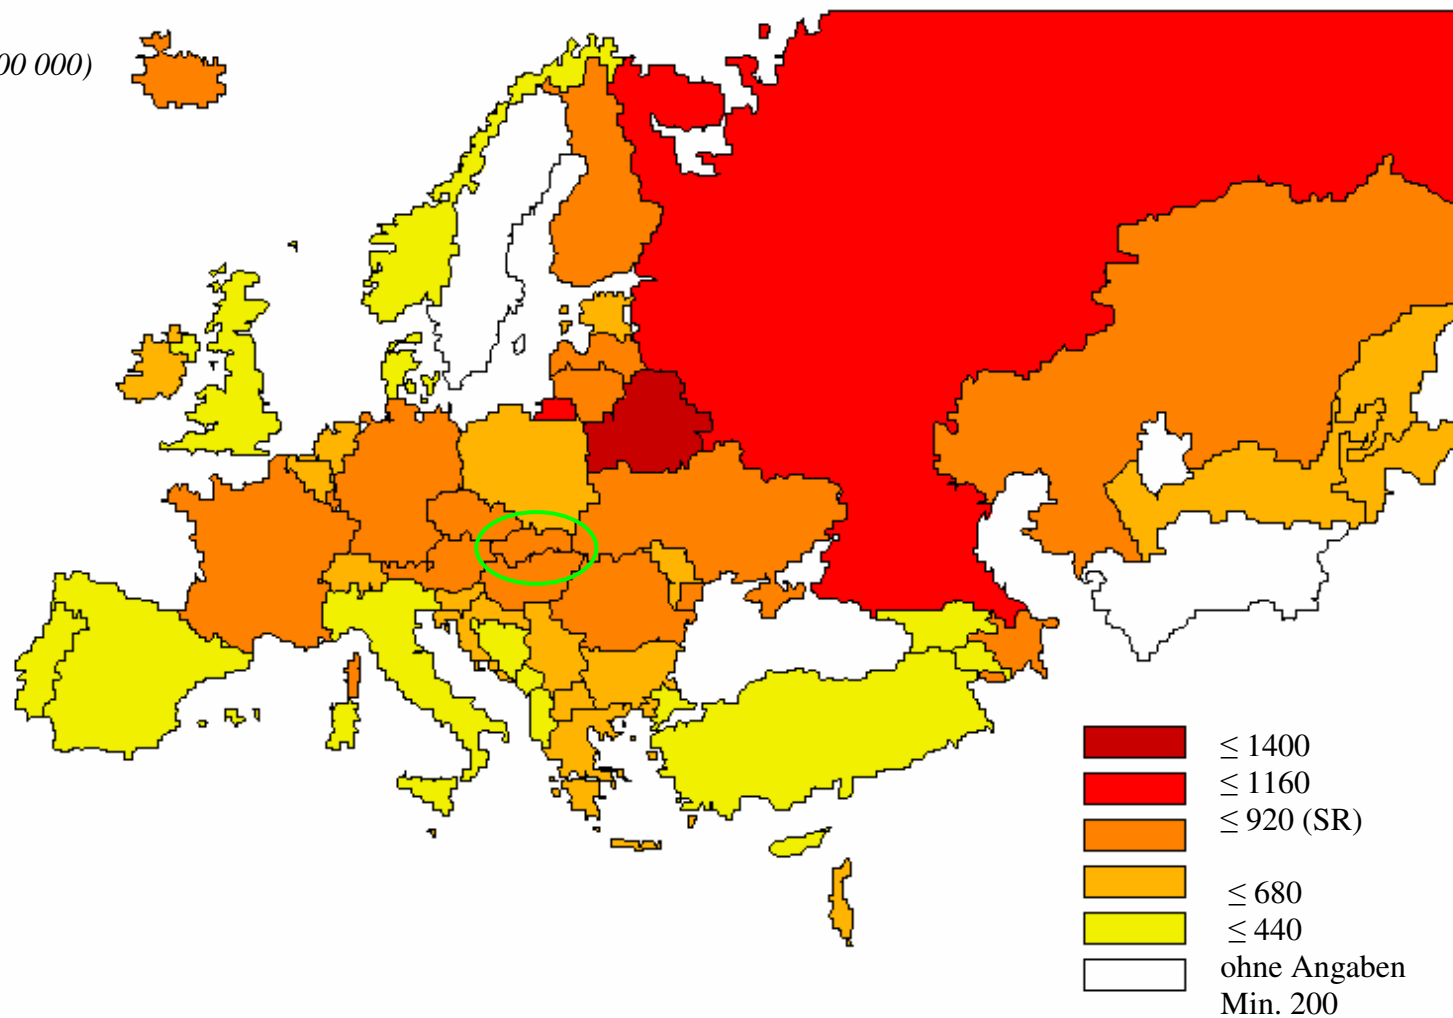 00 000)
≤ 1400
≤ 1160
≤ 920 (SR)
≤ 680
≤ 440
ohne Angaben
Min. 200